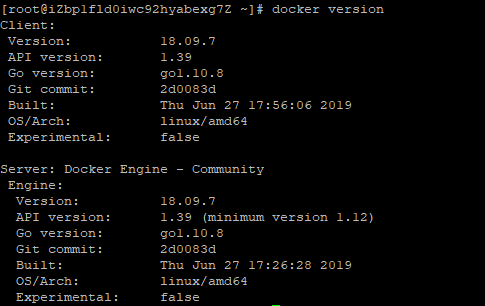 [root@iZbp1fld0iwc92hyabexg7Z ~]# docker version
Client:
 Version:           18.09.7
 API version:       1.39
 Go version:        go1.10.8
 Git commit:        2d0083d
 Built:             Thu Jun 27 17:56:06 2019
 OS/Arch:           linux/amd64
 Experimental:      false

Server: Docker Engine - Community
 Engine:
  Version:          18.09.7
  API version:      1.39 (minimum version 1.12)
  Go version:       go1.10.8
  Git commit:       2d0083d
  Built:            Thu Jun 27 17:26:28 2019
  OS/Arch:          linux/amd64
  Experimental:     false